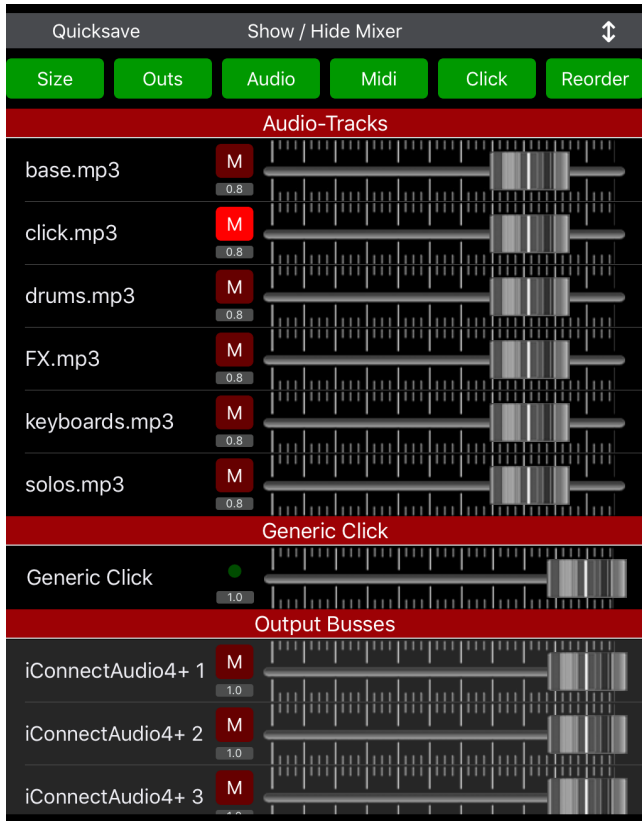 Quicksave Show / Hide Mixer
Size Outs Audio Midi Click Reorder
Audio-Tracks
base.mp3 M
0.8
click.mp3 M
0.8
drums.mp3 M
0.8
FX.mp3 M
0.8
keyboards.mp3 M
0.8
solos.mp3 M
0.8
Generic Click
Generic Click
1.0
Output Busses
iConnectAudio4+ 1 M
1.0
iConnectAudio4+ 2 M
1.0
iConnectAudio4+ 3 M